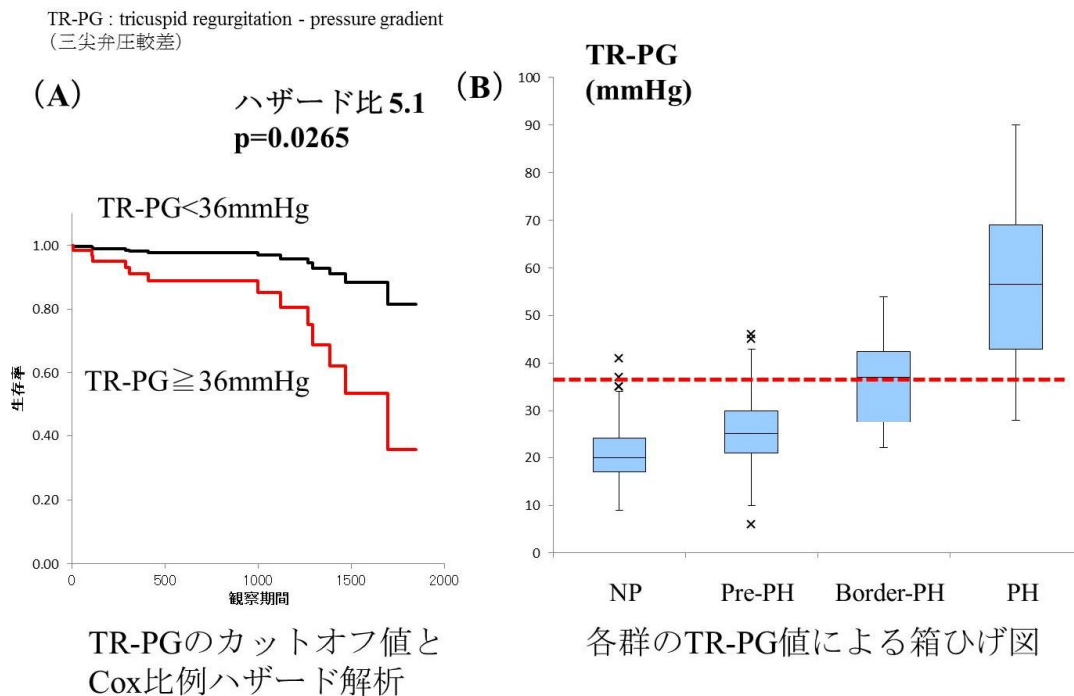 TR-PG : tricuspid regurgitation - pressure gradient
（三尖弁圧較差）
（A）
ハザード比 5.1
p=0.0265
TR-PG<36mmHg
1.00
0.80
TR-PG≧36mmHg
0.60
0.40
0.20
0.00
生存率
0
500
1000
1500
2000
観察期間
TR-PGのカットオフ値と
Cox比例ハザード解析
（B）
TR-PG
(mmHg)
100
90
80
70
60
50
40
30
20
10
0
NP
Pre-PH
Border-PH
PH
各群のTR-PG値による箱ひげ図